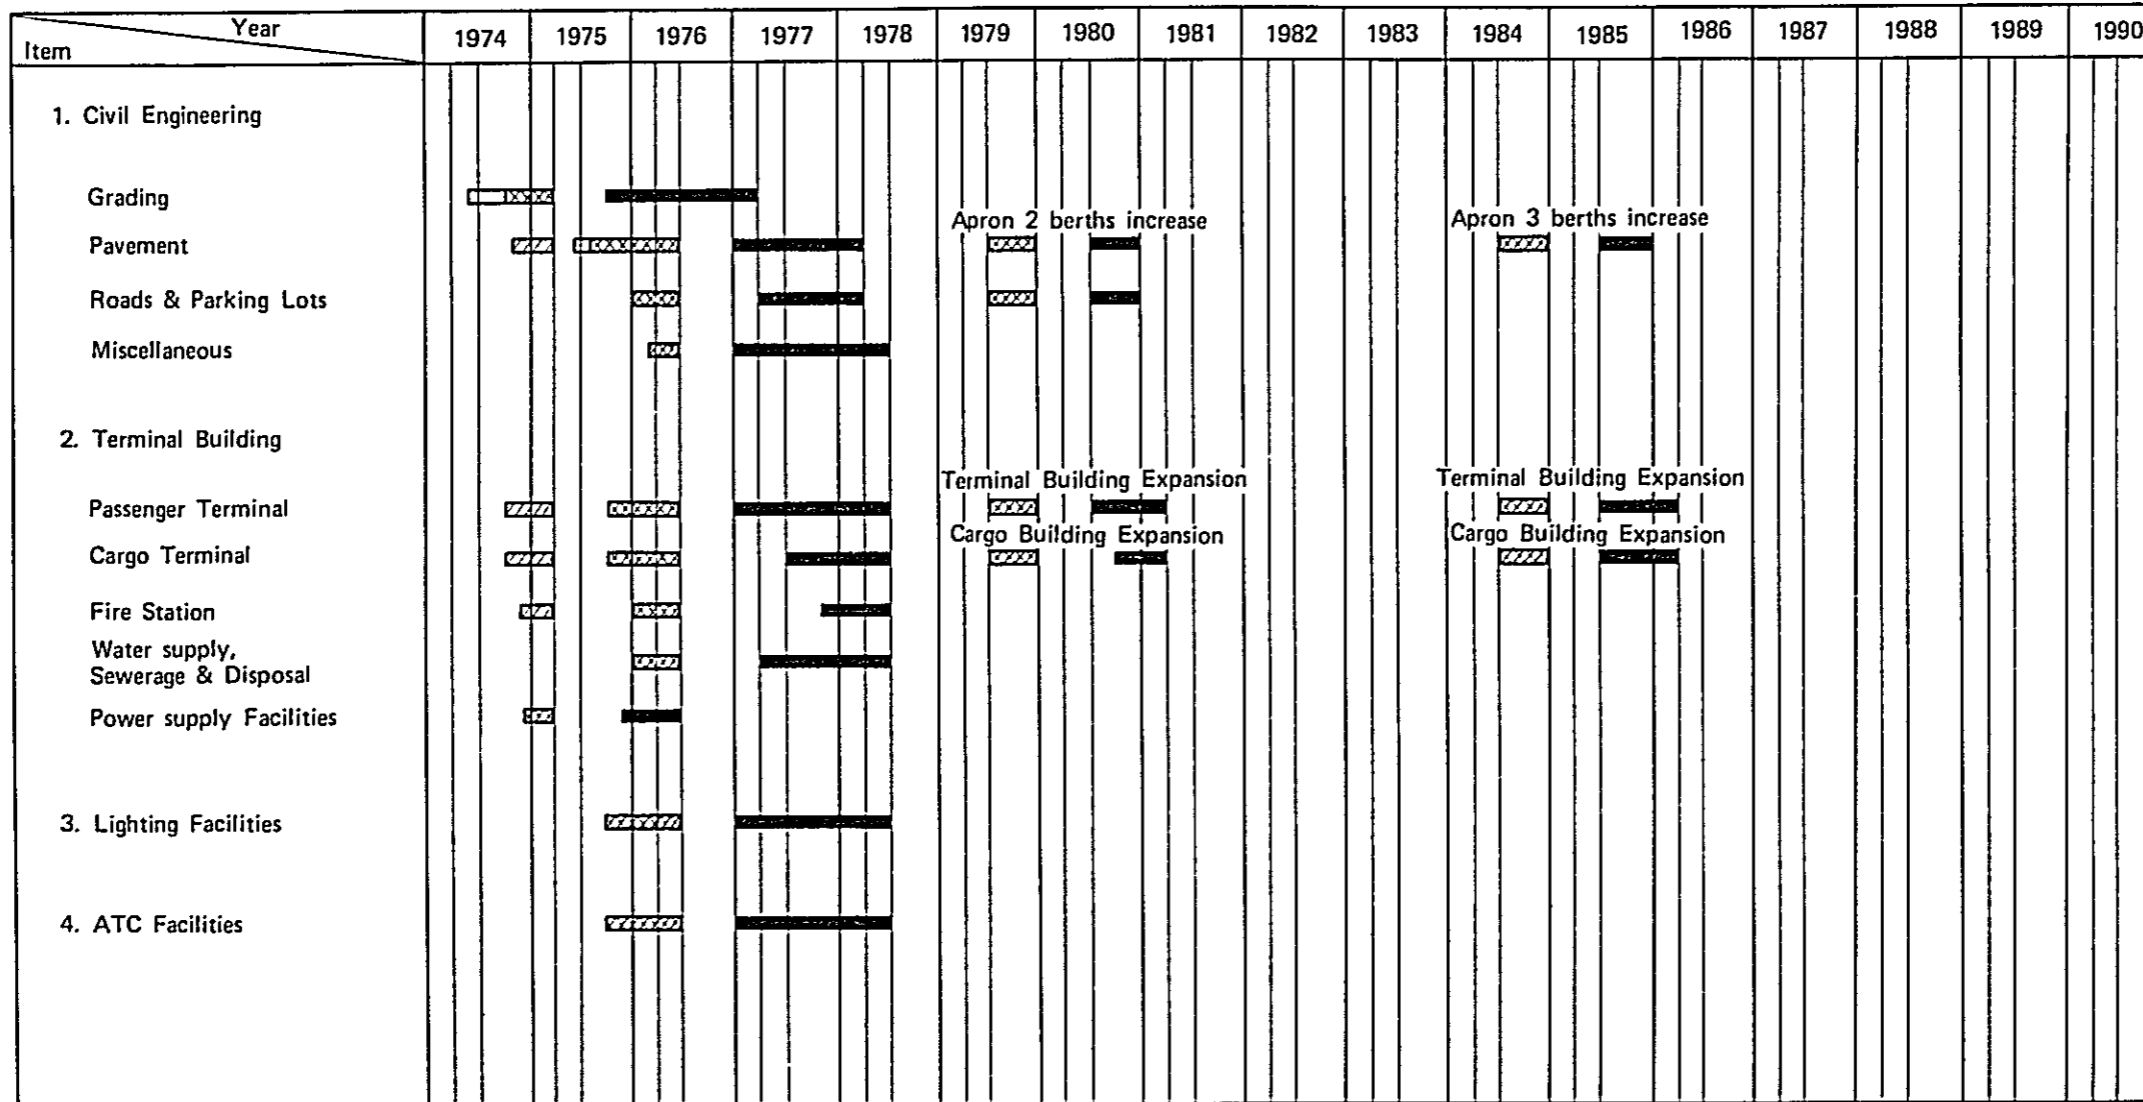 Year
Item
1974 1975 1976 1977 1978 1979 1980 1981 1982 1983 1984 1985 1986 1987 1988 1989 1990
1. Civil Engineering
Grading
Apron 2 berths increase Apron 3 berths increase
Pavement
Roads & Parking Lots
Miscellaneous
2. Terminal Building
Terminal Building Expansion Terminal Building Expansion
Passenger Terminal
Cargo Building Expansion Cargo Building Expansion
Cargo Terminal
Fire Station
Water supply,
Sewerage & Disposal
Power supply Facilities
3. Lighting Facilities
4. ATC Facilities